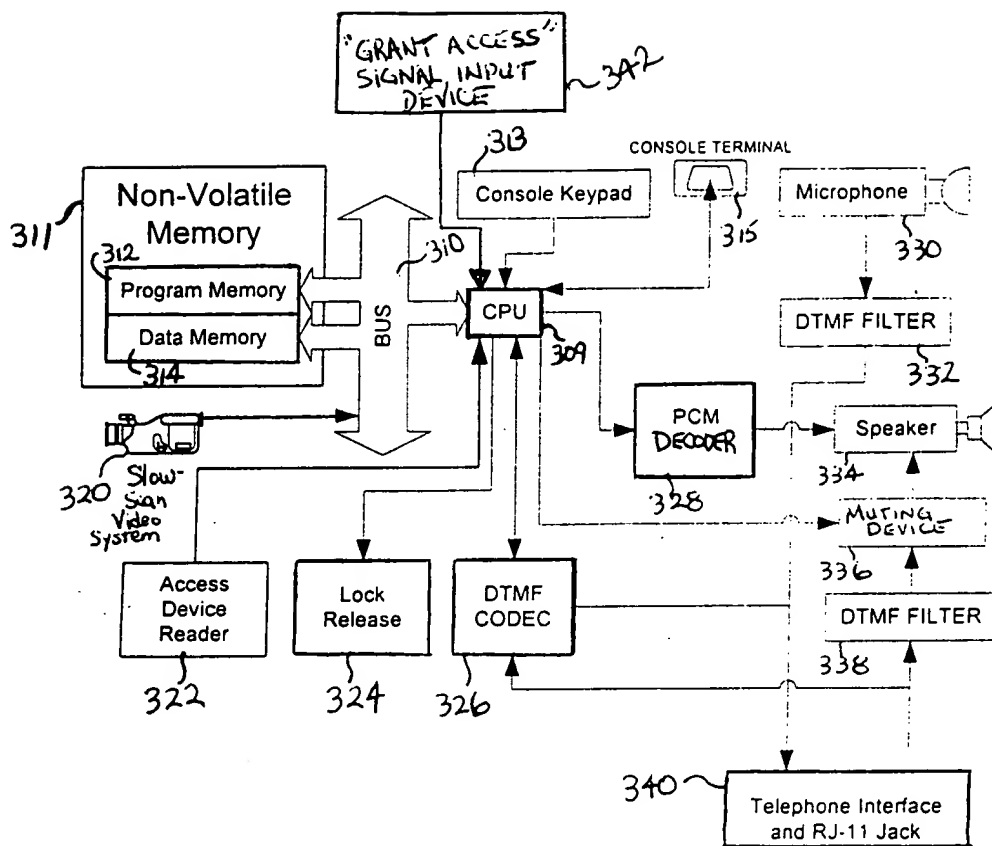 "GRANT ACCESS"
SIGNAL INPUT
DEVICE
342
313
CONSOLE TERMINAL
Console Keypad
315
Microphone
330
311
Non-Volatile
Memory
312
Program Memory
Data Memory
314
310
BUS
CPU
309
DTMF FILTER
332
PCM
DECODER
328
Speaker
334
320
Slow-
Scan
Video
System
MUTING
DEVICE
336
Access
Device
Reader
322
Lock
Release
324
DTMF
CODEC
326
DTMF FILTER
338
340
Telephone Interface
and RJ-11 Jack